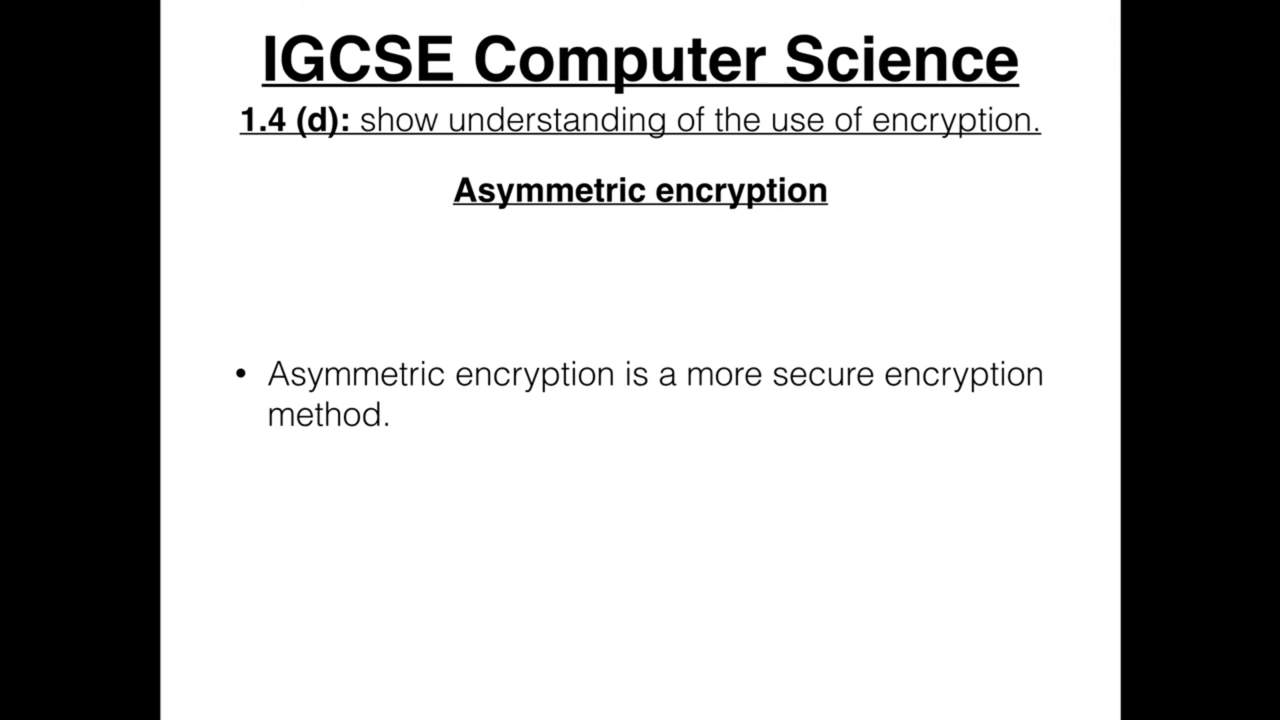 IGCSE Computer Science
1.4 (d): show understanding of the use of encryption.
Asymmetric encryption
• Asymmetric encryption is a more secure encryption
method.